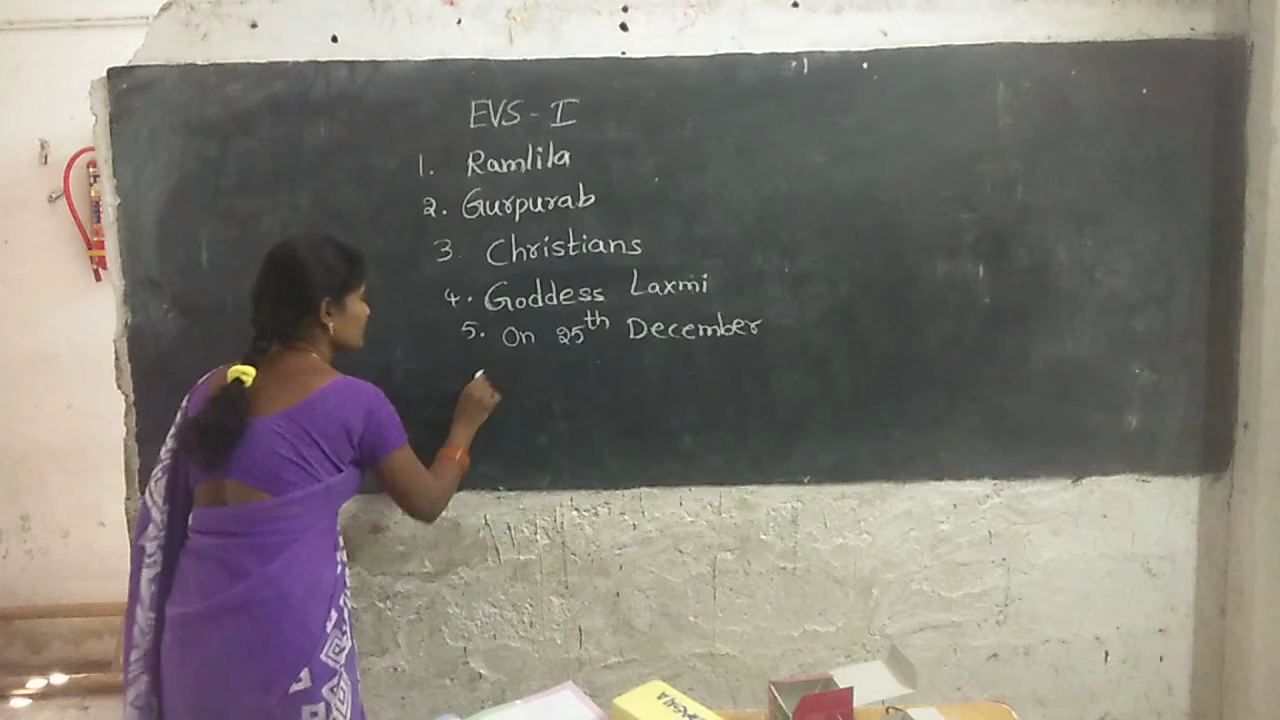 EVS - I
1. Ramlila
2. Gurpurab
3. Christians
4. Goddess Laxmi
5. On 25th December